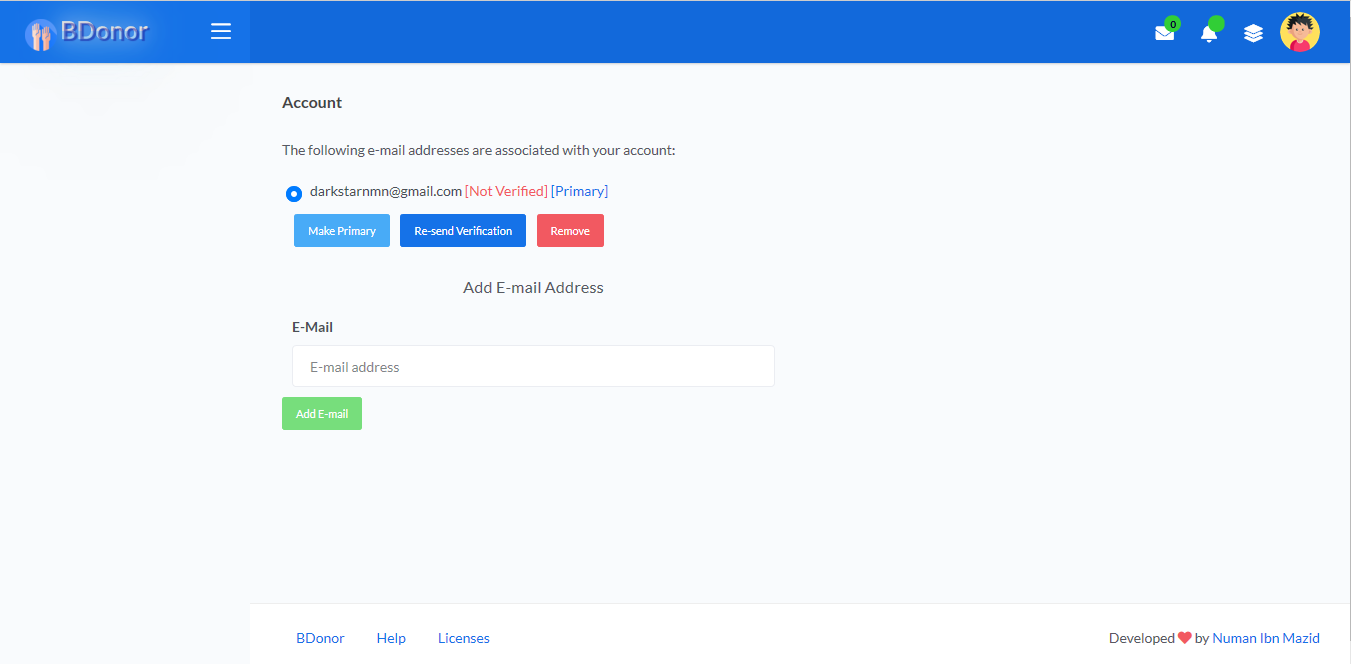 BDonor
0
Account
The following e-mail addresses are associated with your account:
darkstarnmn@gmail.com [Not Verified] [Primary]
Make Primary Re-send Verification Remove
Add E-mail Address
E-Mail
E-mail address
Add E-mail
BDonor Help Licenses Developed ❤ by Numan Ibn Mazid